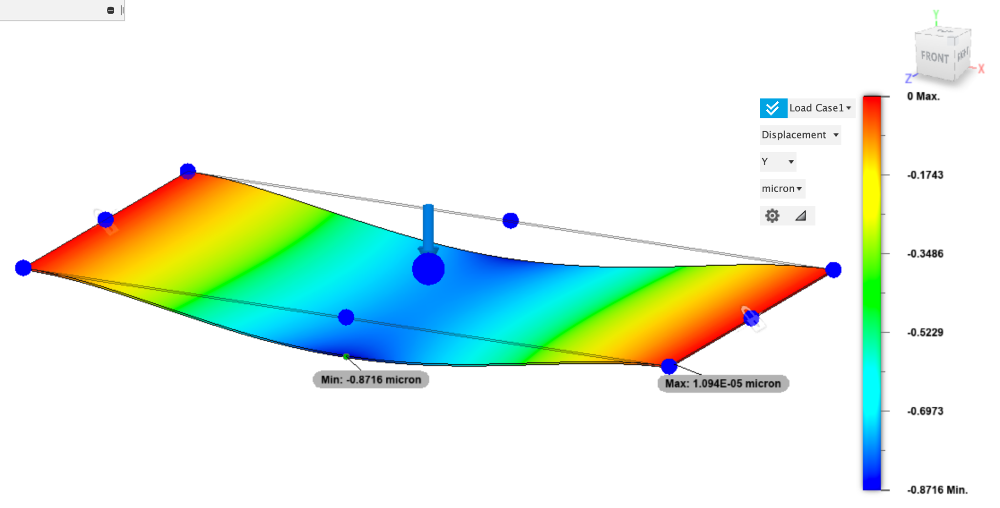 Y
FRONT
RIGHT
X
Z
0 Max.
Load Case1
Displacement
-0.1743
Y
micron
-0.3486
-0.5229
Min: -0.8716 micron
Max: 1.094E-05 micron
-0.6973
-0.8716 Min.